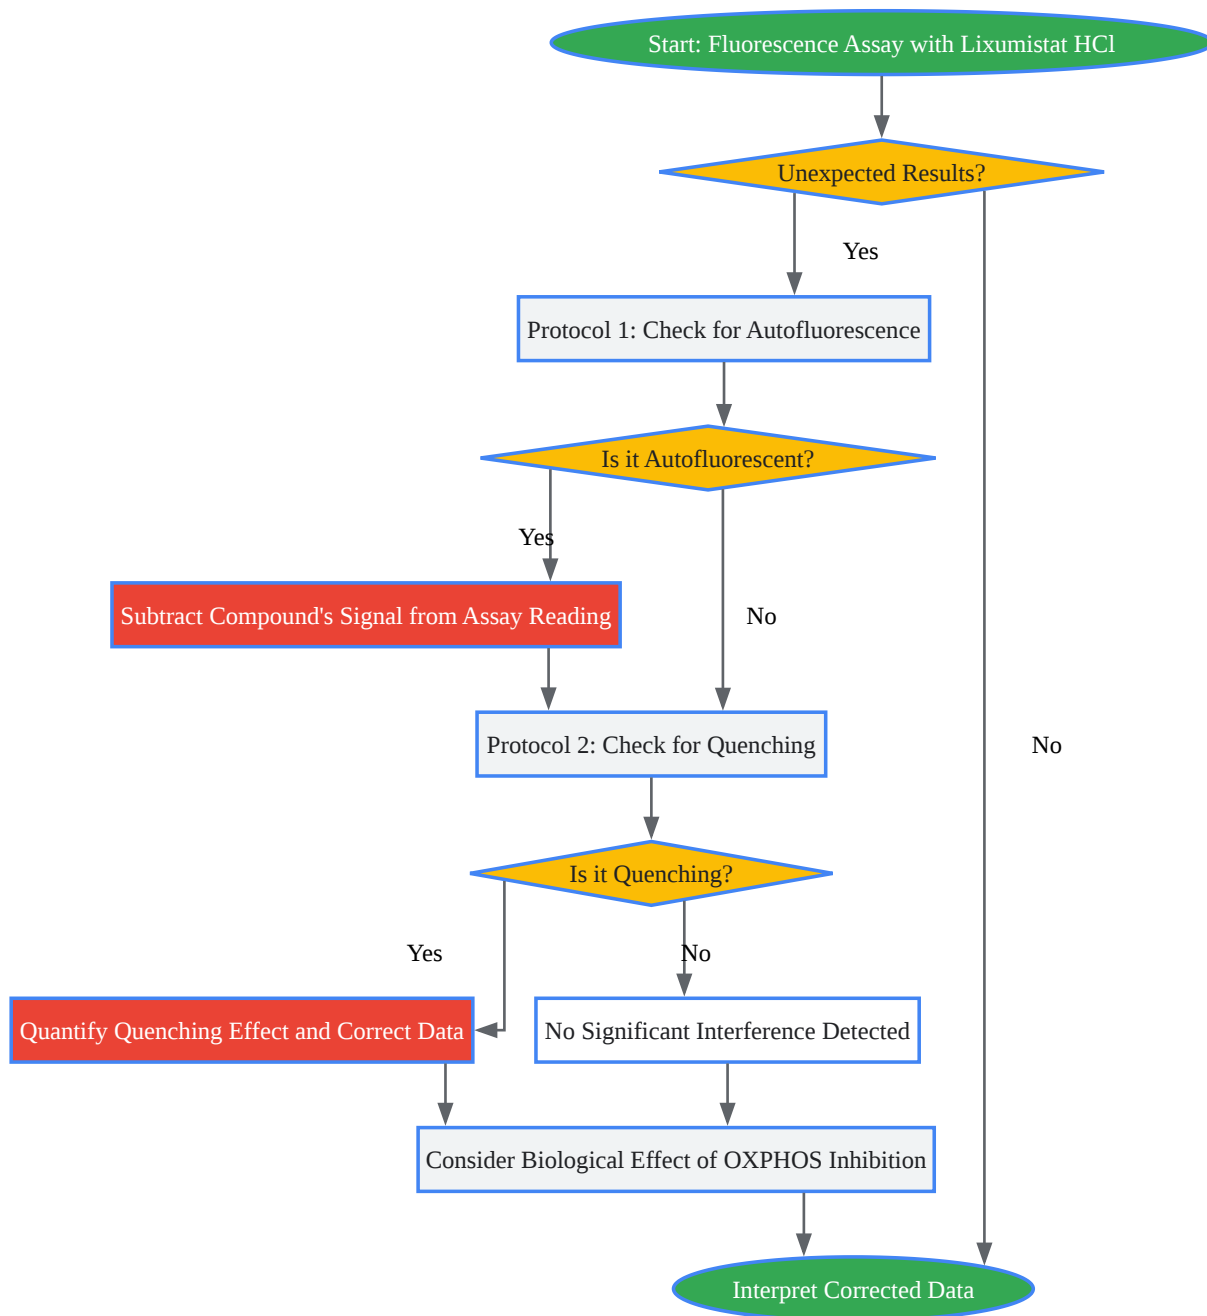 Start: Fluorescence Assay with Lixumistat HCl
Unexpected Results?
Yes
Protocol 1: Check for Autofluorescence
Is it Autofluorescent?
Yes
Subtract Compound's Signal from Assay Reading
No
Protocol 2: Check for Quenching
No
Is it Quenching?
Yes
No
Quantify Quenching Effect and Correct Data
No Significant Interference Detected
Consider Biological Effect of OXPHOS Inhibition
Interpret Corrected Data